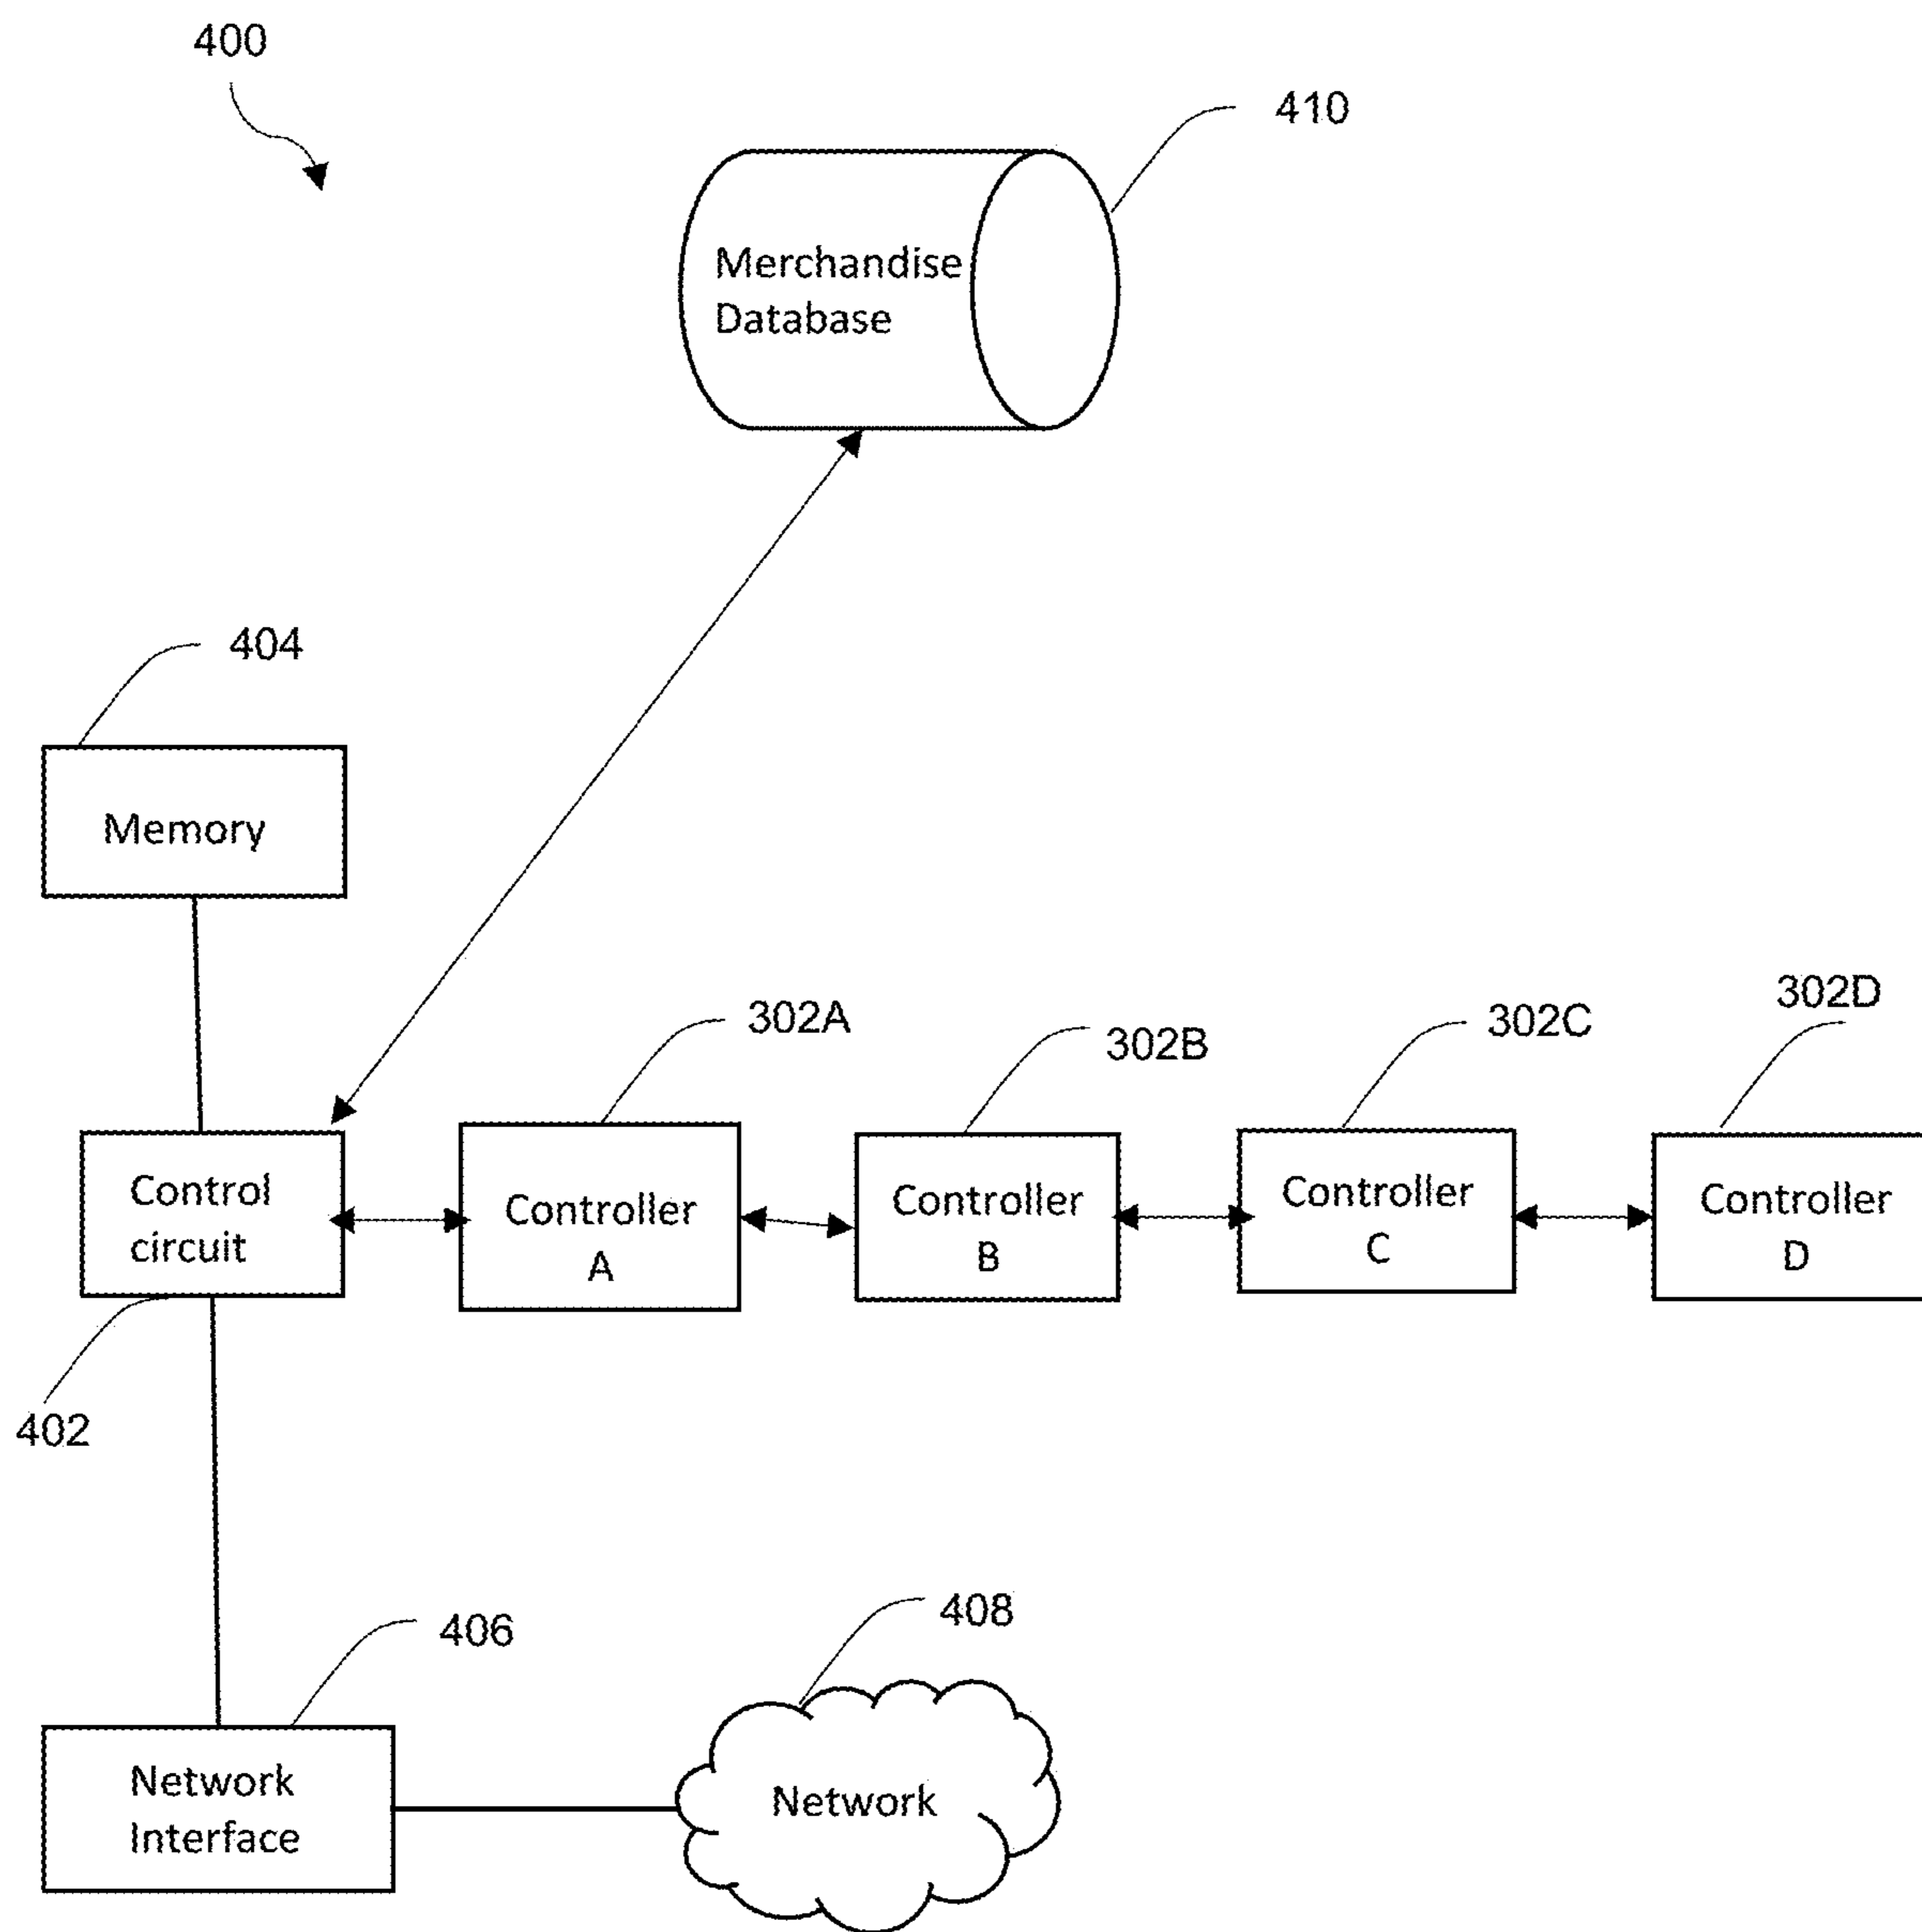 400
410
Merchandise
Database
404
Memory
302A
302B
302C
302D
Control
circuit
Controller
A
Controller
B
Controller
C
Controller
D
402
406
408
Network
Interface
Network